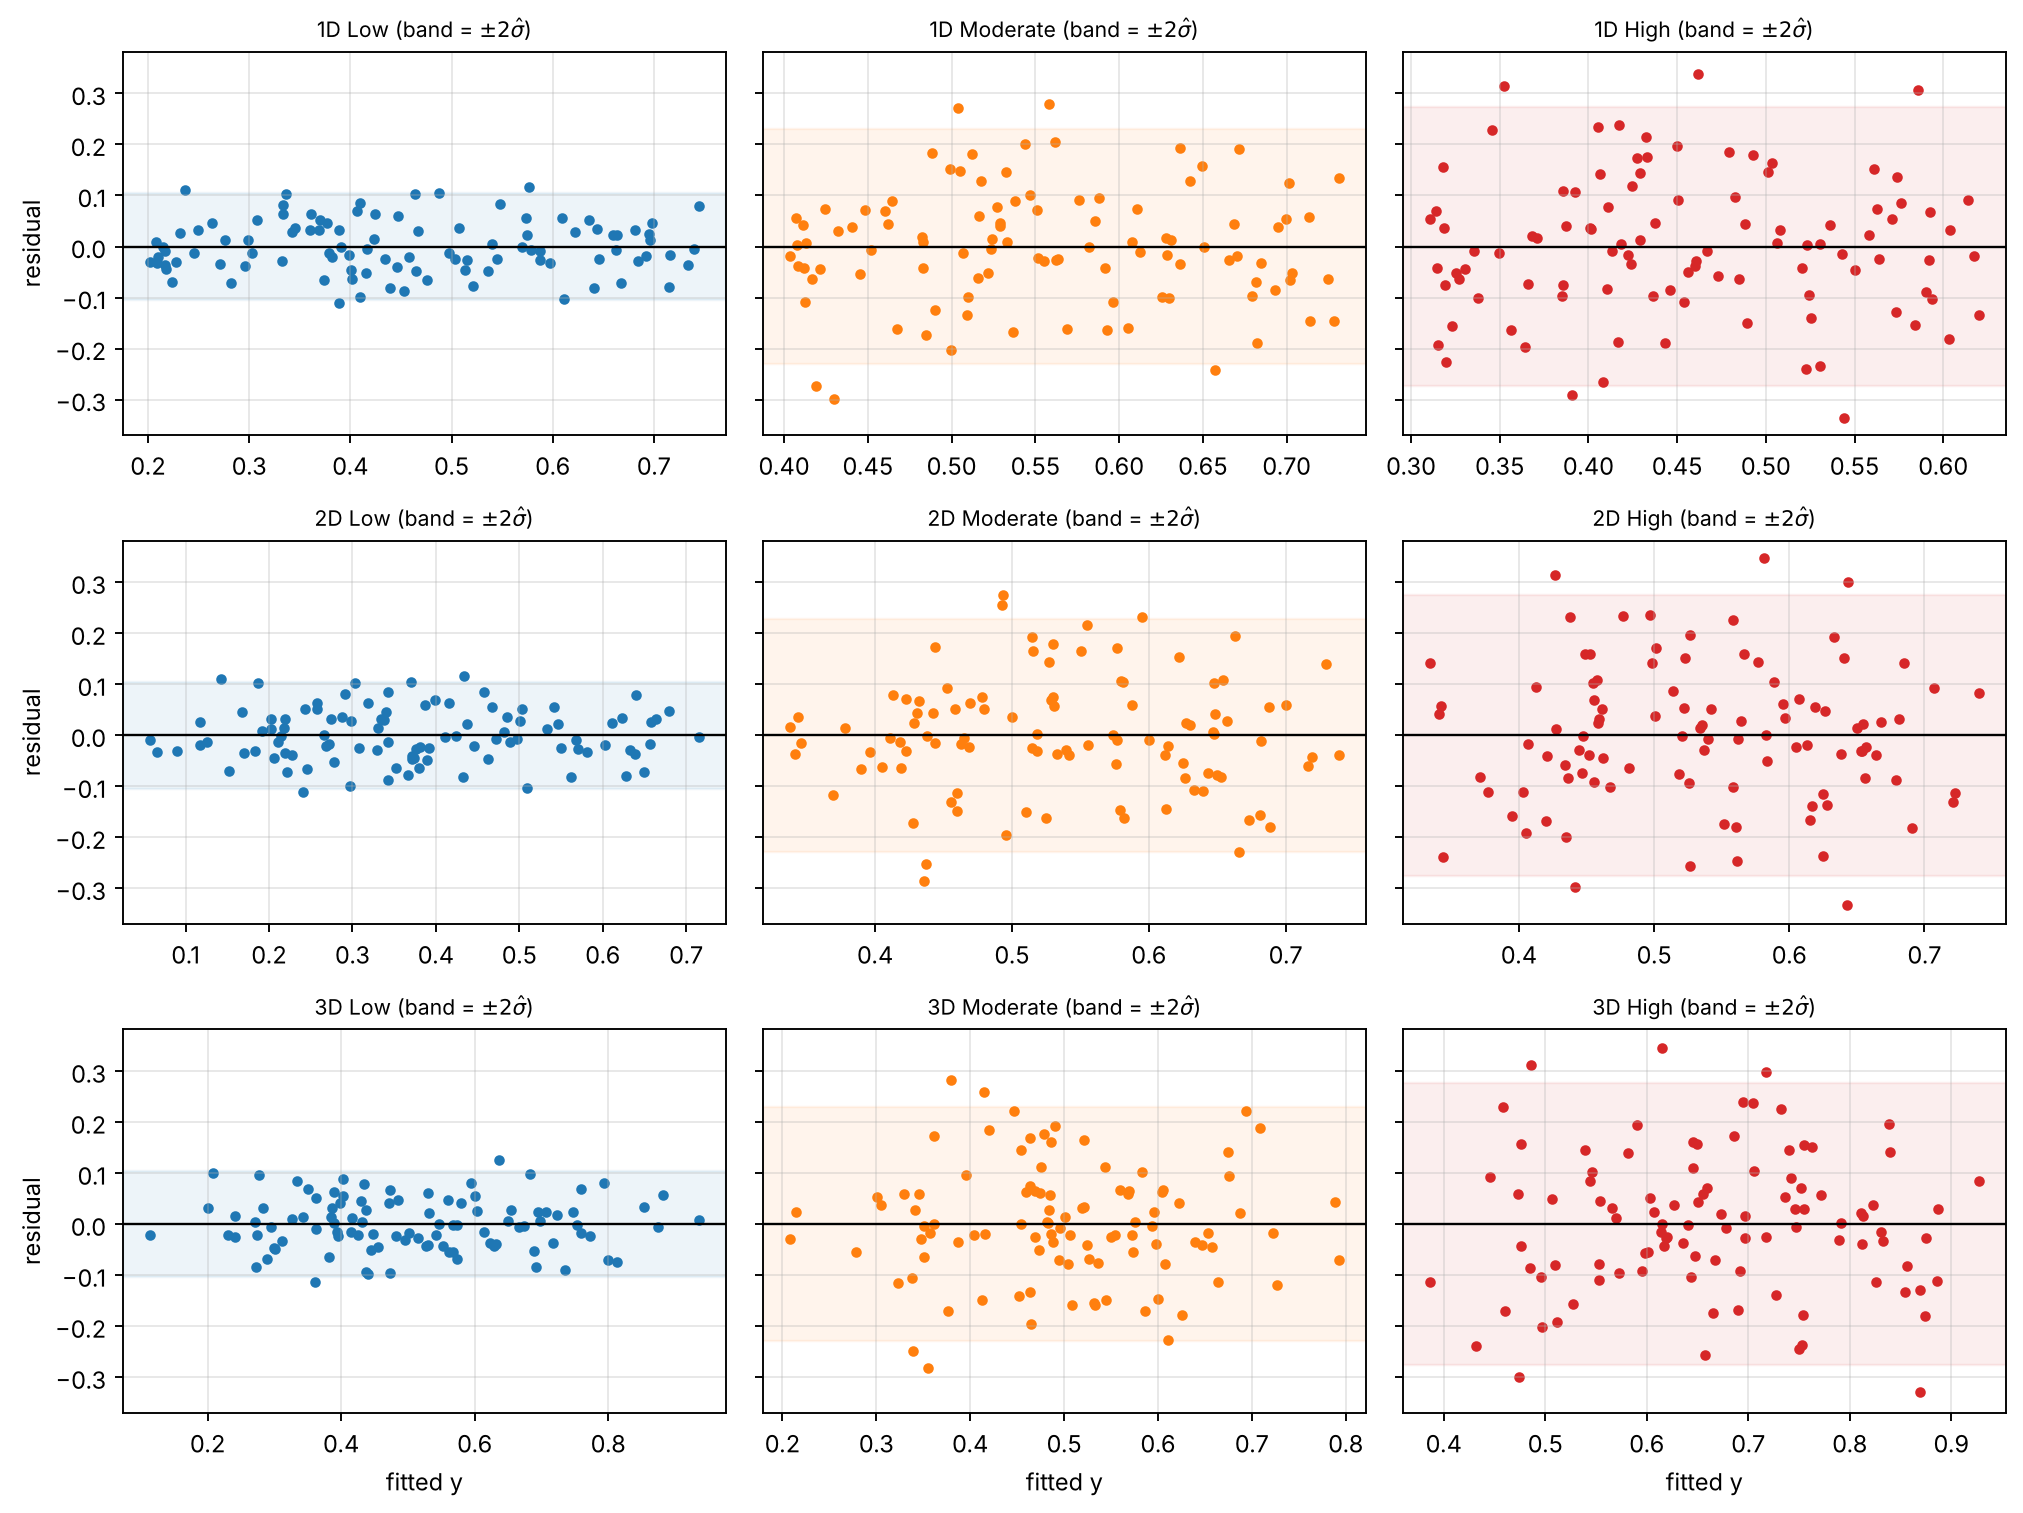 1D Low (band = ±2σ̂)
1D Moderate (band = ±2σ̂)
1D High (band = ±2σ̂)
residual
0.3
0.2
0.1
0.0
−0.1
−0.2
−0.3
0.2 0.3 0.4 0.5 0.6 0.7
0.40 0.45 0.50 0.55 0.60 0.65 0.70
0.30 0.35 0.40 0.45 0.50 0.55 0.60
2D Low (band = ±2σ̂)
2D Moderate (band = ±2σ̂)
2D High (band = ±2σ̂)
residual
0.3
0.2
0.1
0.0
−0.1
−0.2
−0.3
0.1 0.2 0.3 0.4 0.5 0.6 0.7
0.4 0.5 0.6 0.7
0.4 0.5 0.6 0.7
3D Low (band = ±2σ̂)
3D Moderate (band = ±2σ̂)
3D High (band = ±2σ̂)
residual
0.3
0.2
0.1
0.0
−0.1
−0.2
−0.3
0.2 0.4 0.6 0.8
0.2 0.3 0.4 0.5 0.6 0.7 0.8
0.4 0.5 0.6 0.7 0.8 0.9
fitted y
fitted y
fitted y